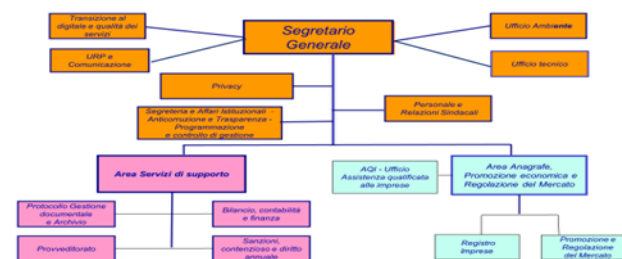 Transizione al
digitale e qualità dei
servizi
Segretario
Generale
Ufficio Ambiente
URP e
Comunicazione
Ufficio tecnico
Privacy
Segreteria e Affari Istituzionali -
Anticorruzione e Trasparenza -
Programmazione
e controllo di gestione
Personale e
Relazioni Sindacali
Area Servizi di supporto
AQI - Ufficio
Assistenza qualificata
alle imprese
Area Anagrafe,
Promozione economica e
Regolazione del Mercato
Protocollo Gestione
documentale
e Archivio
Bilancio, contabilità
e finanza
Provveditorato
Sanzioni,
contenzioso e diritto
annuale
Registro
Imprese
Promozione e
Regolazione
del Mercato